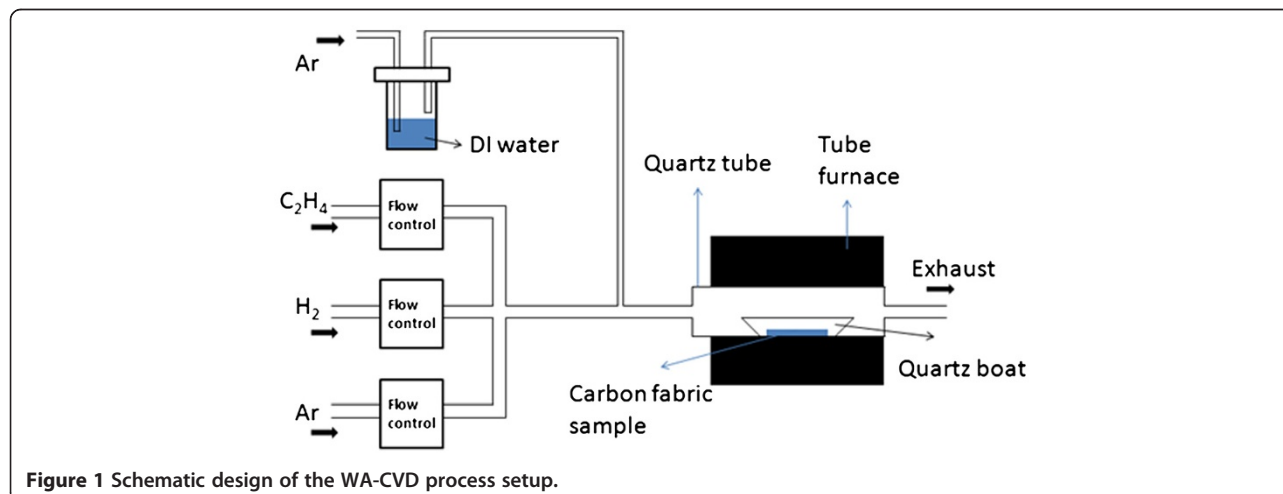 Ar
DI water
Quartz tube
Tube
furnace
C₂H₄
Flow
control
Exhaust
H₂
Flow
control
Quartz boat
Carbon fabric
sample
Ar
Flow
control
Figure 1 Schematic design of the WA-CVD process setup.